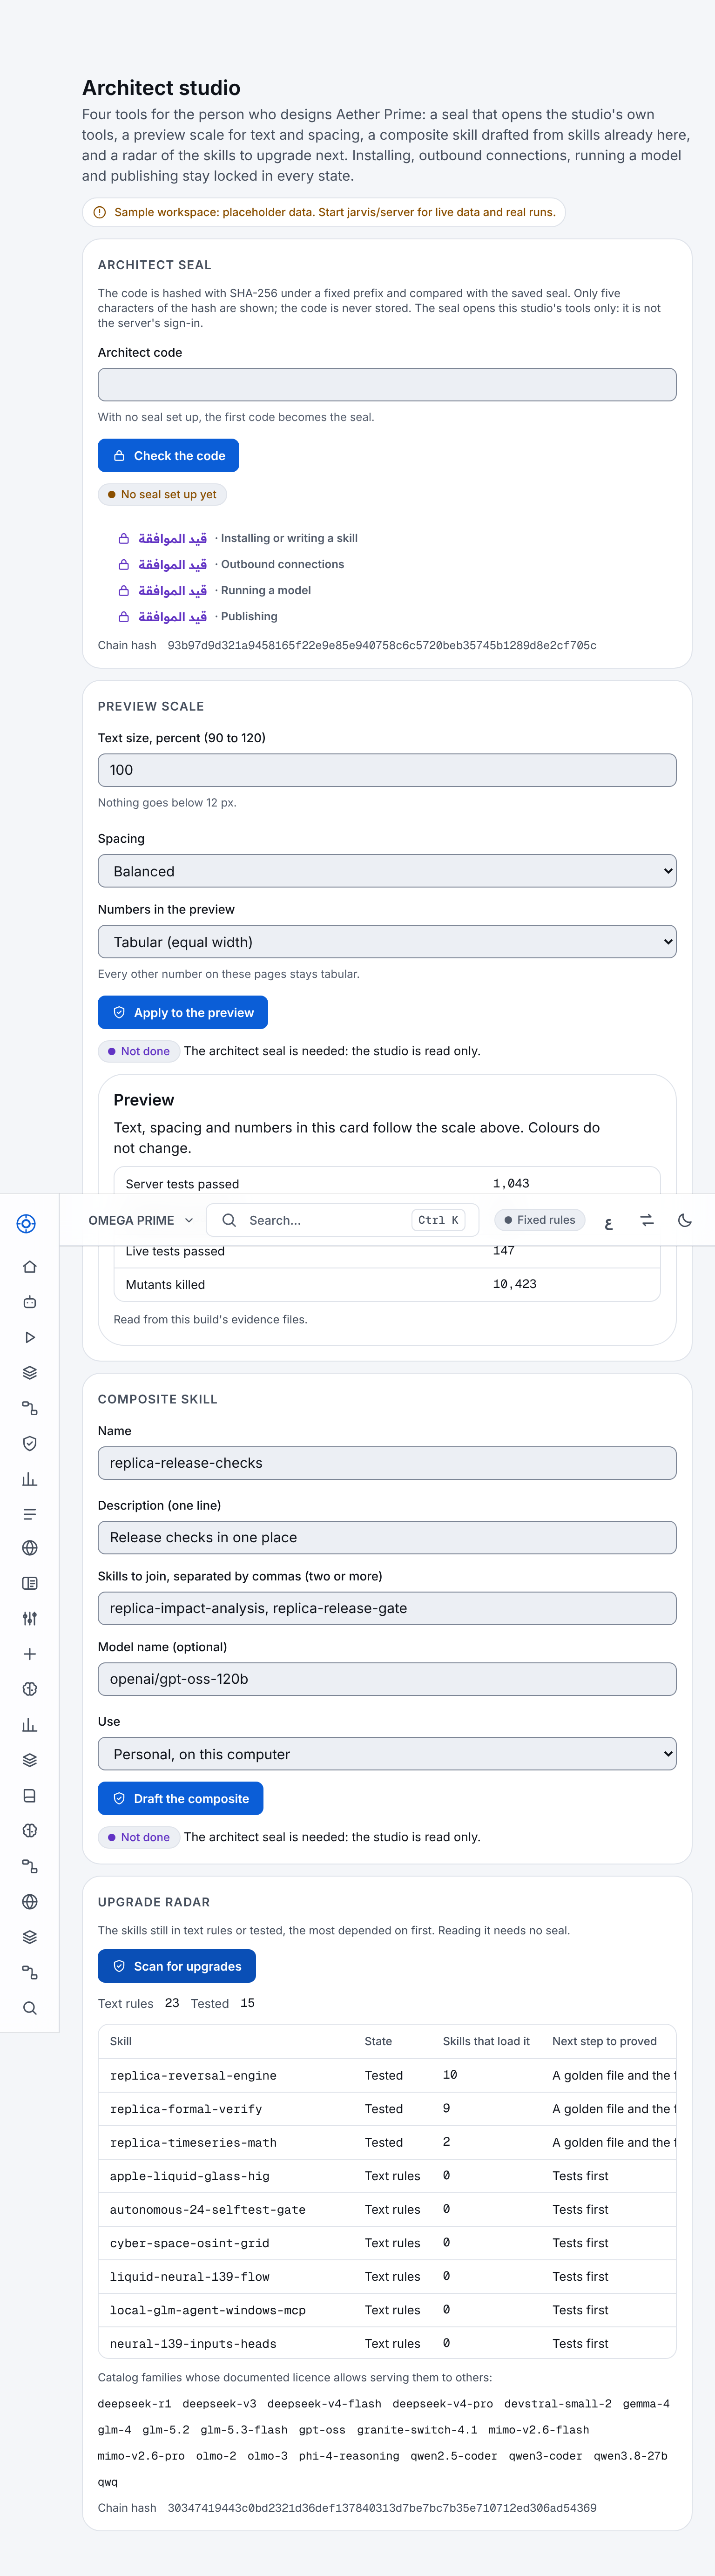 Architect studio
Four tools for the person who designs Aether Prime: a seal that opens the studio's own
tools, a preview scale for text and spacing, a composite skill drafted from skills already here,
and a radar of the skills to upgrade next. Installing, outbound connections, running a model
and publishing stay locked in every state.
Sample workspace: placeholder data. Start jarvis/server for live data and real runs.
ARCHITECT SEAL
The code is hashed with SHA-256 under a fixed prefix and compared with the saved seal. Only five
characters of the hash are shown; the code is never stored. The seal opens this studio's tools only: it is not
the server's sign-in.
Architect code
With no seal set up, the first code becomes the seal.
Check the code
No seal set up yet
قيد الموافقة · Installing or writing a skill
قيد الموافقة · Outbound connections
قيد الموافقة · Running a model
قيد الموافقة · Publishing
Chain hash 93b97d9d321a9458165f22e9e85e940758c6c5720beb35745b1289d8e2cf705c
PREVIEW SCALE
Text size, percent (90 to 120)
100
Nothing goes below 12 px.
Spacing
Balanced
Numbers in the preview
Tabular (equal width)
Every other number on these pages stays tabular.
Apply to the preview
Not done The architect seal is needed: the studio is read only.
Preview
Text, spacing and numbers in this card follow the scale above. Colours do
not change.
Server tests passed 1,043
OMEGA PRIME Search... Ctrl K Fixed rules ع
Live tests passed 147
Mutants killed 10,423
Read from this build's evidence files.
COMPOSITE SKILL
Name
replica-release-checks
Description (one line)
Release checks in one place
Skills to join, separated by commas (two or more)
replica-impact-analysis, replica-release-gate
Model name (optional)
openai/gpt-oss-120b
Use
Personal, on this computer
Draft the composite
Not done The architect seal is needed: the studio is read only.
UPGRADE RADAR
The skills still in text rules or tested, the most depended on first. Reading it needs no seal.
Scan for upgrades
Text rules 23 Tested 15
Skill State Skills that load it Next step to proved
replica-reversal-engine Tested 10 A golden file and the f
replica-formal-verify Tested 9 A golden file and the f
replica-timeseries-math Tested 2 A golden file and the f
apple-liquid-glass-hig Text rules 0 Tests first
autonomous-24-selftest-gate Text rules 0 Tests first
cyber-space-osint-grid Text rules 0 Tests first
liquid-neural-139-flow Text rules 0 Tests first
local-glm-agent-windows-mcp Text rules 0 Tests first
neural-139-inputs-heads Text rules 0 Tests first
Catalog families whose documented licence allows serving them to others:
deepseek-r1 deepseek-v3 deepseek-v4-flash deepseek-v4-pro devstral-small-2 gemma-4
glm-4 glm-5.2 glm-5.3-flash gpt-oss granite-switch-4.1 mimo-v2.6-flash
mimo-v2.6-pro olmo-2 olmo-3 phi-4-reasoning qwen2.5-coder qwen3-coder qwen3.8-27b
qwq
Chain hash 30347419443c0bd2321d36def137840313d7be7bc7b35e710712ed306ad54369